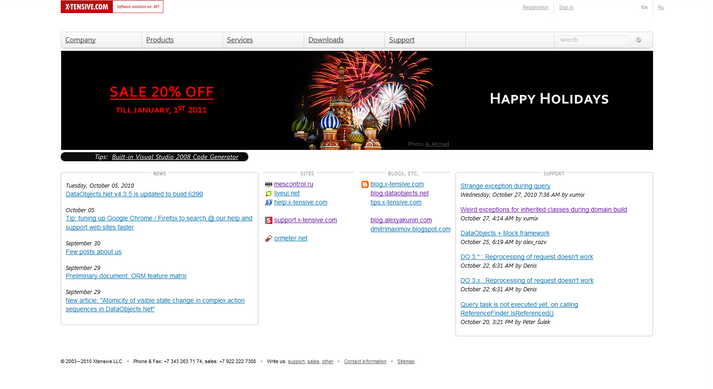 X-TENSIVE.COM
Software solutions on .NET
Registration
Sign in
En
Ru
Company
Products
Services
Downloads
Support
search
SALE 20% OFF
TILL JANUARY, 1ST 2011
HAPPY HOLIDAYS
Photo: A. Ahmad
Tips: Built-in Visual Studio 2008 Code Generator
NEWS
Tuesday, October 05, 2010
DataObjects Net v4.3.5 is updated to build 6299
October 05
Tip: tuning up Google Chrome / Firefox to search @ our help and
support web sites faster
September 30
Few posts about us
September 29
Preliminary document: ORM feature matrix
September 29
New article: "Atomicity of visible state change in complex action
sequences in DataObjects Net"
SITES
mescontrol.ru
liveui.net
help.x-tensive.com
support.x-tensive.com
ormeter.net
BLOGS, ETC.
blog.x-tensive.com
blog.dataobjects.net
tips.x-tensive.com
blog.alexyakunin.com
dmitrimaximov.blogspot.com
SUPPORT
Strange exception during query
Wednesday, October 27, 2010 7:36 AM by xumix
Weird exceptions for inherited classes during domain build
October 27, 4:14 AM by xumix
DataObjects + Mock framework
October 25, 6:19 AM by alex_razv
DO 3.* : Reprocessing of request doesn't work
October 22, 6:31 AM by Denis
DO 3.x : Reprocessing of request doesn't work
October 22, 6:31 AM by Denis
Query task is not executed yet. on calling
ReferenceFinder IsReferenced()
October 20, 3:21 PM by Peter Šulek
© 2003—2010 Xtensive LLC • Phone & Fax: +7 343 263 71 74, sales: +7 922 222 7300 • Write us: support, sales, other • Contact information • Sitemap